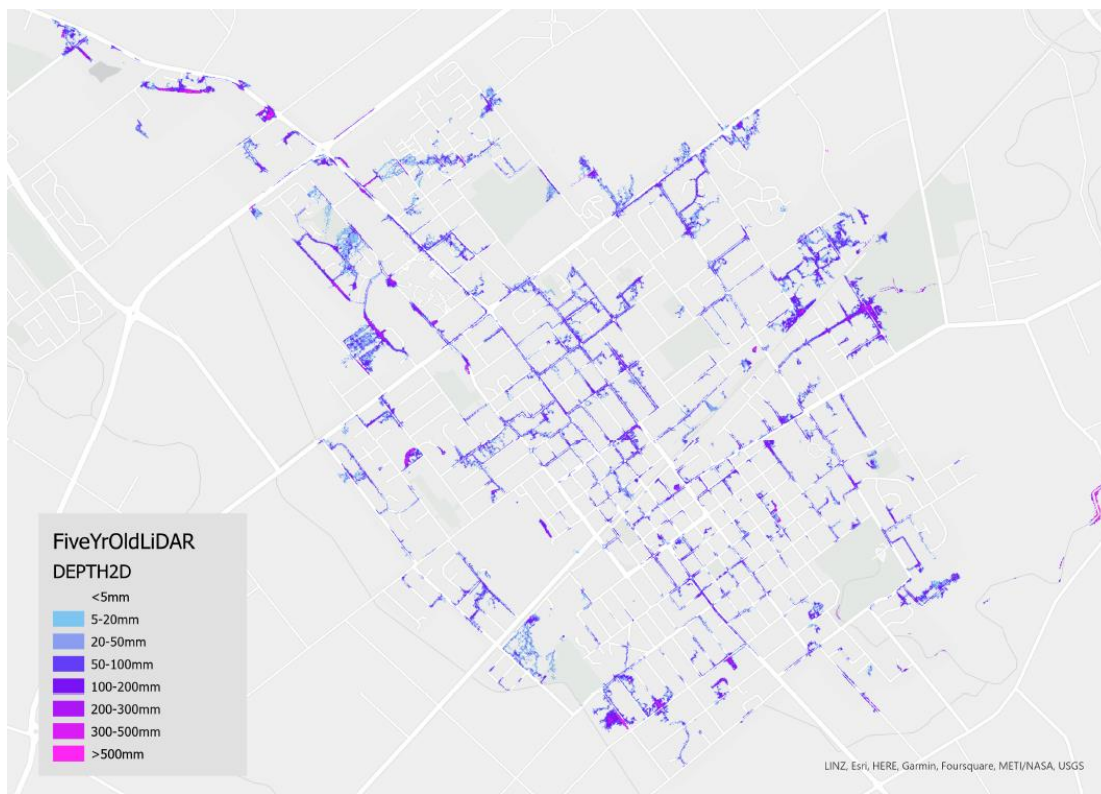 FiveYrOldLiDAR
DEPTH2D
<5mm
5-20mm
20-50mm
50-100mm
100-200mm
200-300mm
300-500mm
>500mm
LINZ, Esri, HERE, Garmin, Foursquare, METI/NASA, USGS